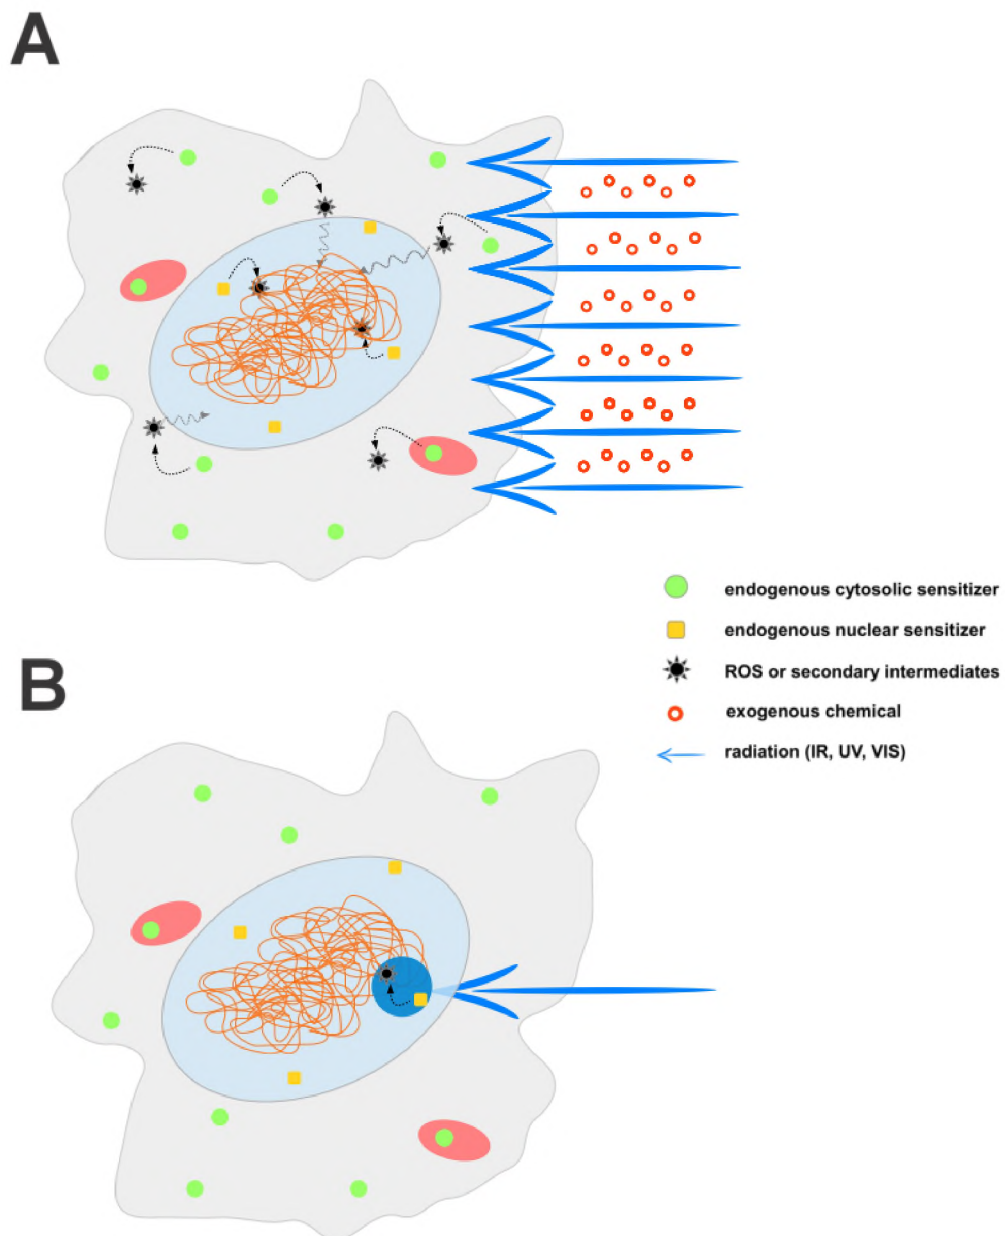 A
endogenous cytosolic sensitizer
endogenous nuclear sensitizer
ROS or secondary intermediates
exogenous chemical
radiation (IR, UV, VIS)
B